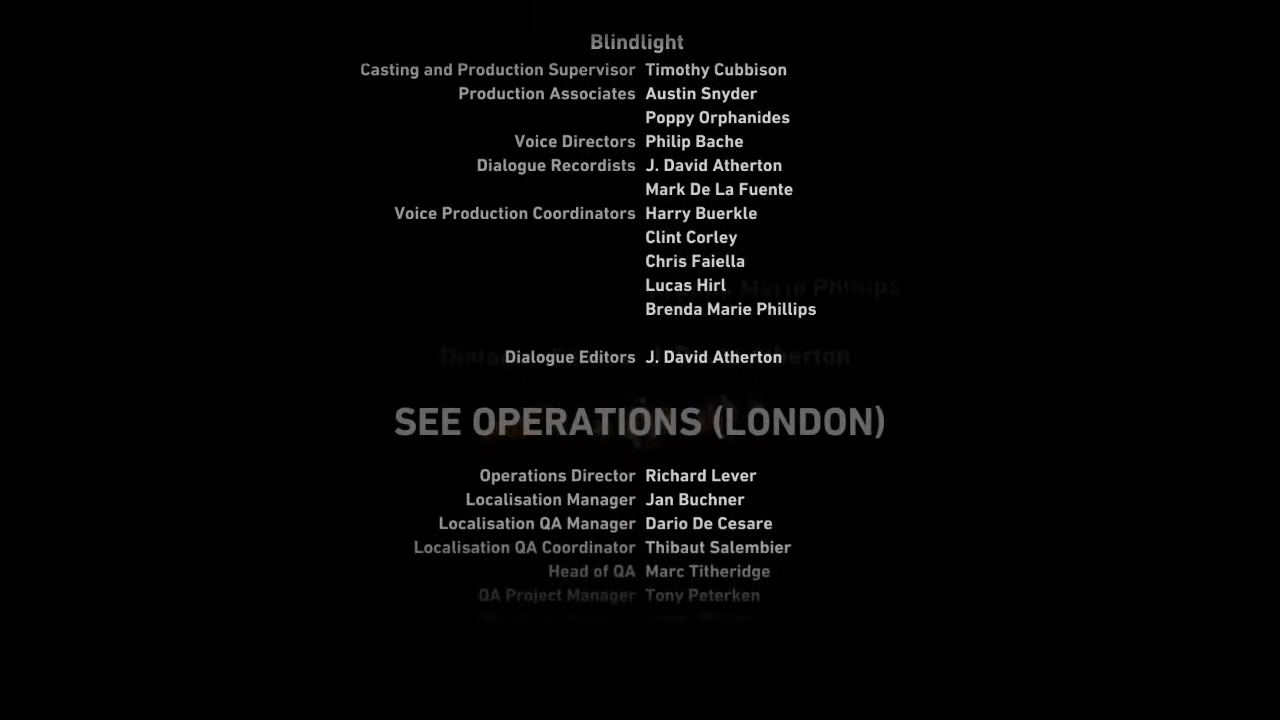 Blindlight
Casting and Production Supervisor Timothy Cubbison
Production Associates Austin Snyder
Poppy Orphanides
Voice Directors Philip Bache
Dialogue Recordists J. David Atherton
Mark De La Fuente
Voice Production Coordinators Harry Buerkle
Clint Corley
Chris Faiella
Lucas Hirl
Brenda Marie Phillips
Dialogue Editors J. David Atherton
SEE OPERATIONS (LONDON)
Operations Director Richard Lever
Localisation Manager Jan Buchner
Localisation QA Manager Dario De Cesare
Localisation QA Coordinator Thibaut Salembier
Head of QA Marc Titheridge
QA Project Manager Tony Peterken